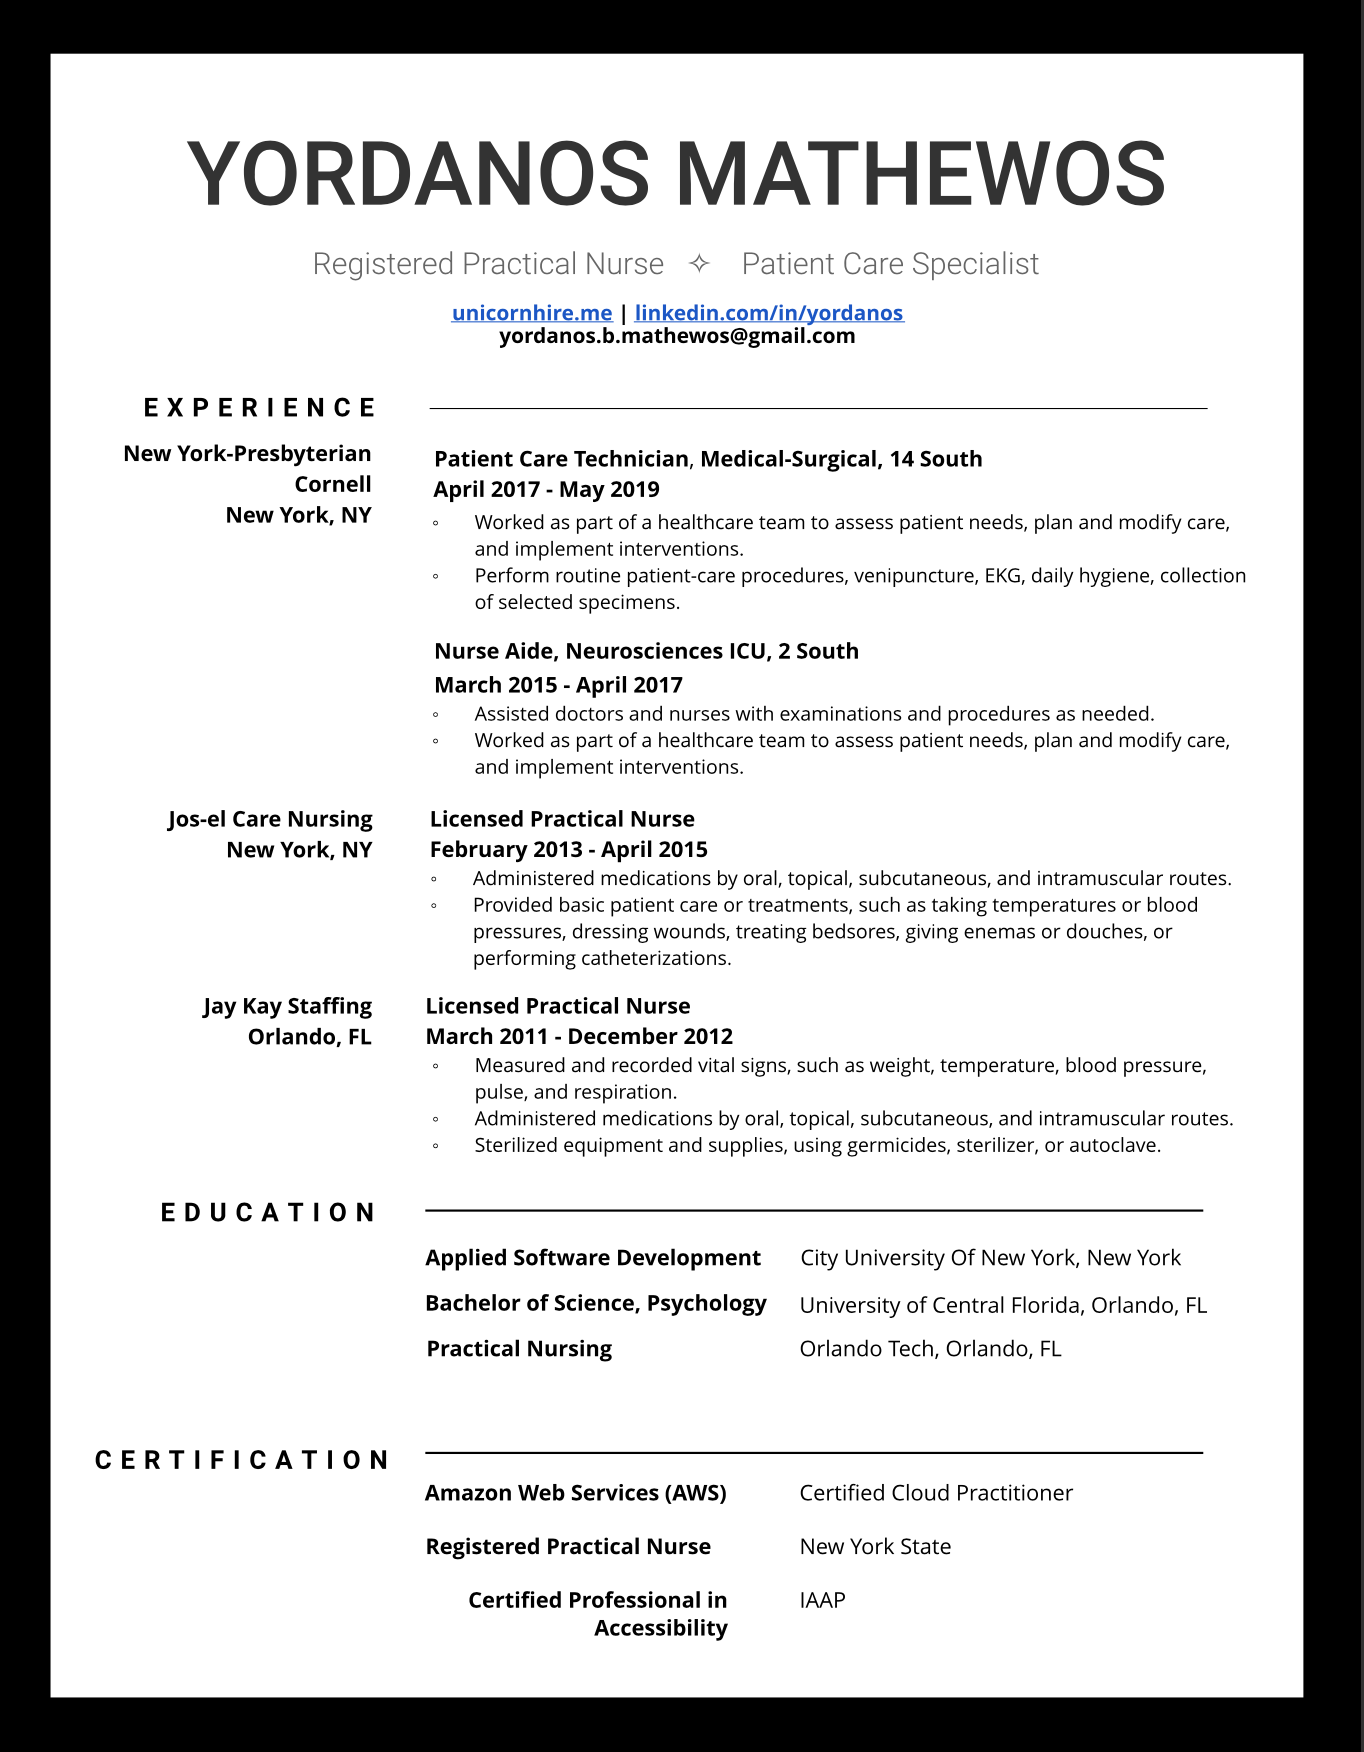 YORDANOS MATHEWOS
Registered Practical Nurse ✧ Patient Care Specialist
unicornhire.me | linkedin.com/in/yordanos
yordanos.b.mathewos@gmail.com
EXPERIENCE
New York-Presbyterian
Cornell
New York, NY
Patient Care Technician, Medical-Surgical, 14 South
April 2017 - May 2019
◦ Worked as part of a healthcare team to assess patient needs, plan and modify care,
and implement interventions.
◦ Perform routine patient-care procedures, venipuncture, EKG, daily hygiene, collection
of selected specimens.
Nurse Aide, Neurosciences ICU, 2 South
March 2015 - April 2017
◦ Assisted doctors and nurses with examinations and procedures as needed.
◦ Worked as part of a healthcare team to assess patient needs, plan and modify care,
and implement interventions.
Jos-el Care Nursing
New York, NY
Licensed Practical Nurse
February 2013 - April 2015
◦ Administered medications by oral, topical, subcutaneous, and intramuscular routes.
◦ Provided basic patient care or treatments, such as taking temperatures or blood
pressures, dressing wounds, treating bedsores, giving enemas or douches, or
performing catheterizations.
Jay Kay Staffing
Orlando, FL
Licensed Practical Nurse
March 2011 - December 2012
◦ Measured and recorded vital signs, such as weight, temperature, blood pressure,
pulse, and respiration.
◦ Administered medications by oral, topical, subcutaneous, and intramuscular routes.
◦ Sterilized equipment and supplies, using germicides, sterilizer, or autoclave.
EDUCATION
Applied Software Development City University Of New York, New York
Bachelor of Science, Psychology University of Central Florida, Orlando, FL
Practical Nursing Orlando Tech, Orlando, FL
CERTIFICATION
Amazon Web Services (AWS) Certified Cloud Practitioner
Registered Practical Nurse New York State
Certified Professional in IAAP
Accessibility